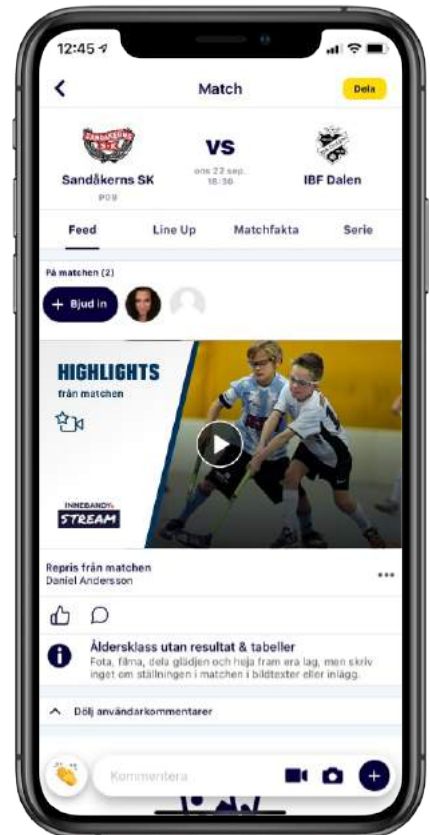 12:45
Match
Dela
SANDÅKERNS
S.K
VS
ons 22 sep.
18:30
Sandåkerns SK
P09
IBF Dalen
Feed
Line Up
Matchfakta
Serie
På matchen (2)
+ Bjud in
HIGHLIGHTS
från matchen
INNEBANDY
STREAM
Repris från matchen
Daniel Andersson
Åldersklass utan resultat & tabeller
Fota, filma, dela glädjen och heja fram era lag, men skriv
inget om ställningen i matchen i bildtexter eller inlägg.
Dölj användarkommentarer
Kommentera